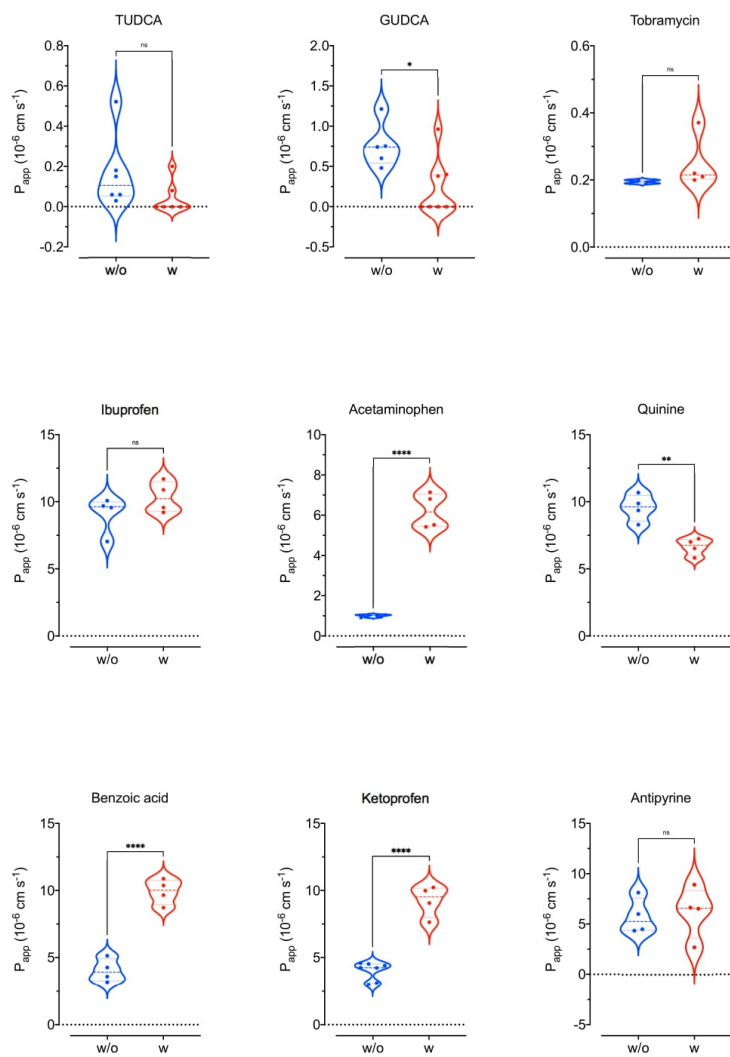 TUDCA
ns
0.8
0.6
0.4
0.2
0.0
-0.2
Papp (10⁻⁶ cm s⁻¹)
w/o w
GUDCA
*
2.0
1.5
1.0
0.5
0.0
-0.5
Papp (10⁻⁶ cm s⁻¹)
w/o w
Tobramycin
ns
0.6
0.4
0.2
0.0
Papp (10⁻⁶ cm s⁻¹)
w/o w
Ibuprofen
ns
15
10
5
0
Papp (10⁻⁶ cm s⁻¹)
w/o w
Acetaminophen
****
10
8
6
4
2
0
Papp (10⁻⁶ cm s⁻¹)
w/o w
Quinine
**
15
10
5
0
Papp (10⁻⁶ cm s⁻¹)
w/o w
Benzoic acid
****
15
10
5
0
Papp (10⁻⁶ cm s⁻¹)
w/o w
Ketoprofen
****
15
10
5
0
Papp (10⁻⁶ cm s⁻¹)
w/o w
Antipyrine
ns
15
10
5
0
-5
Papp (10⁻⁶ cm s⁻¹)
w/o w